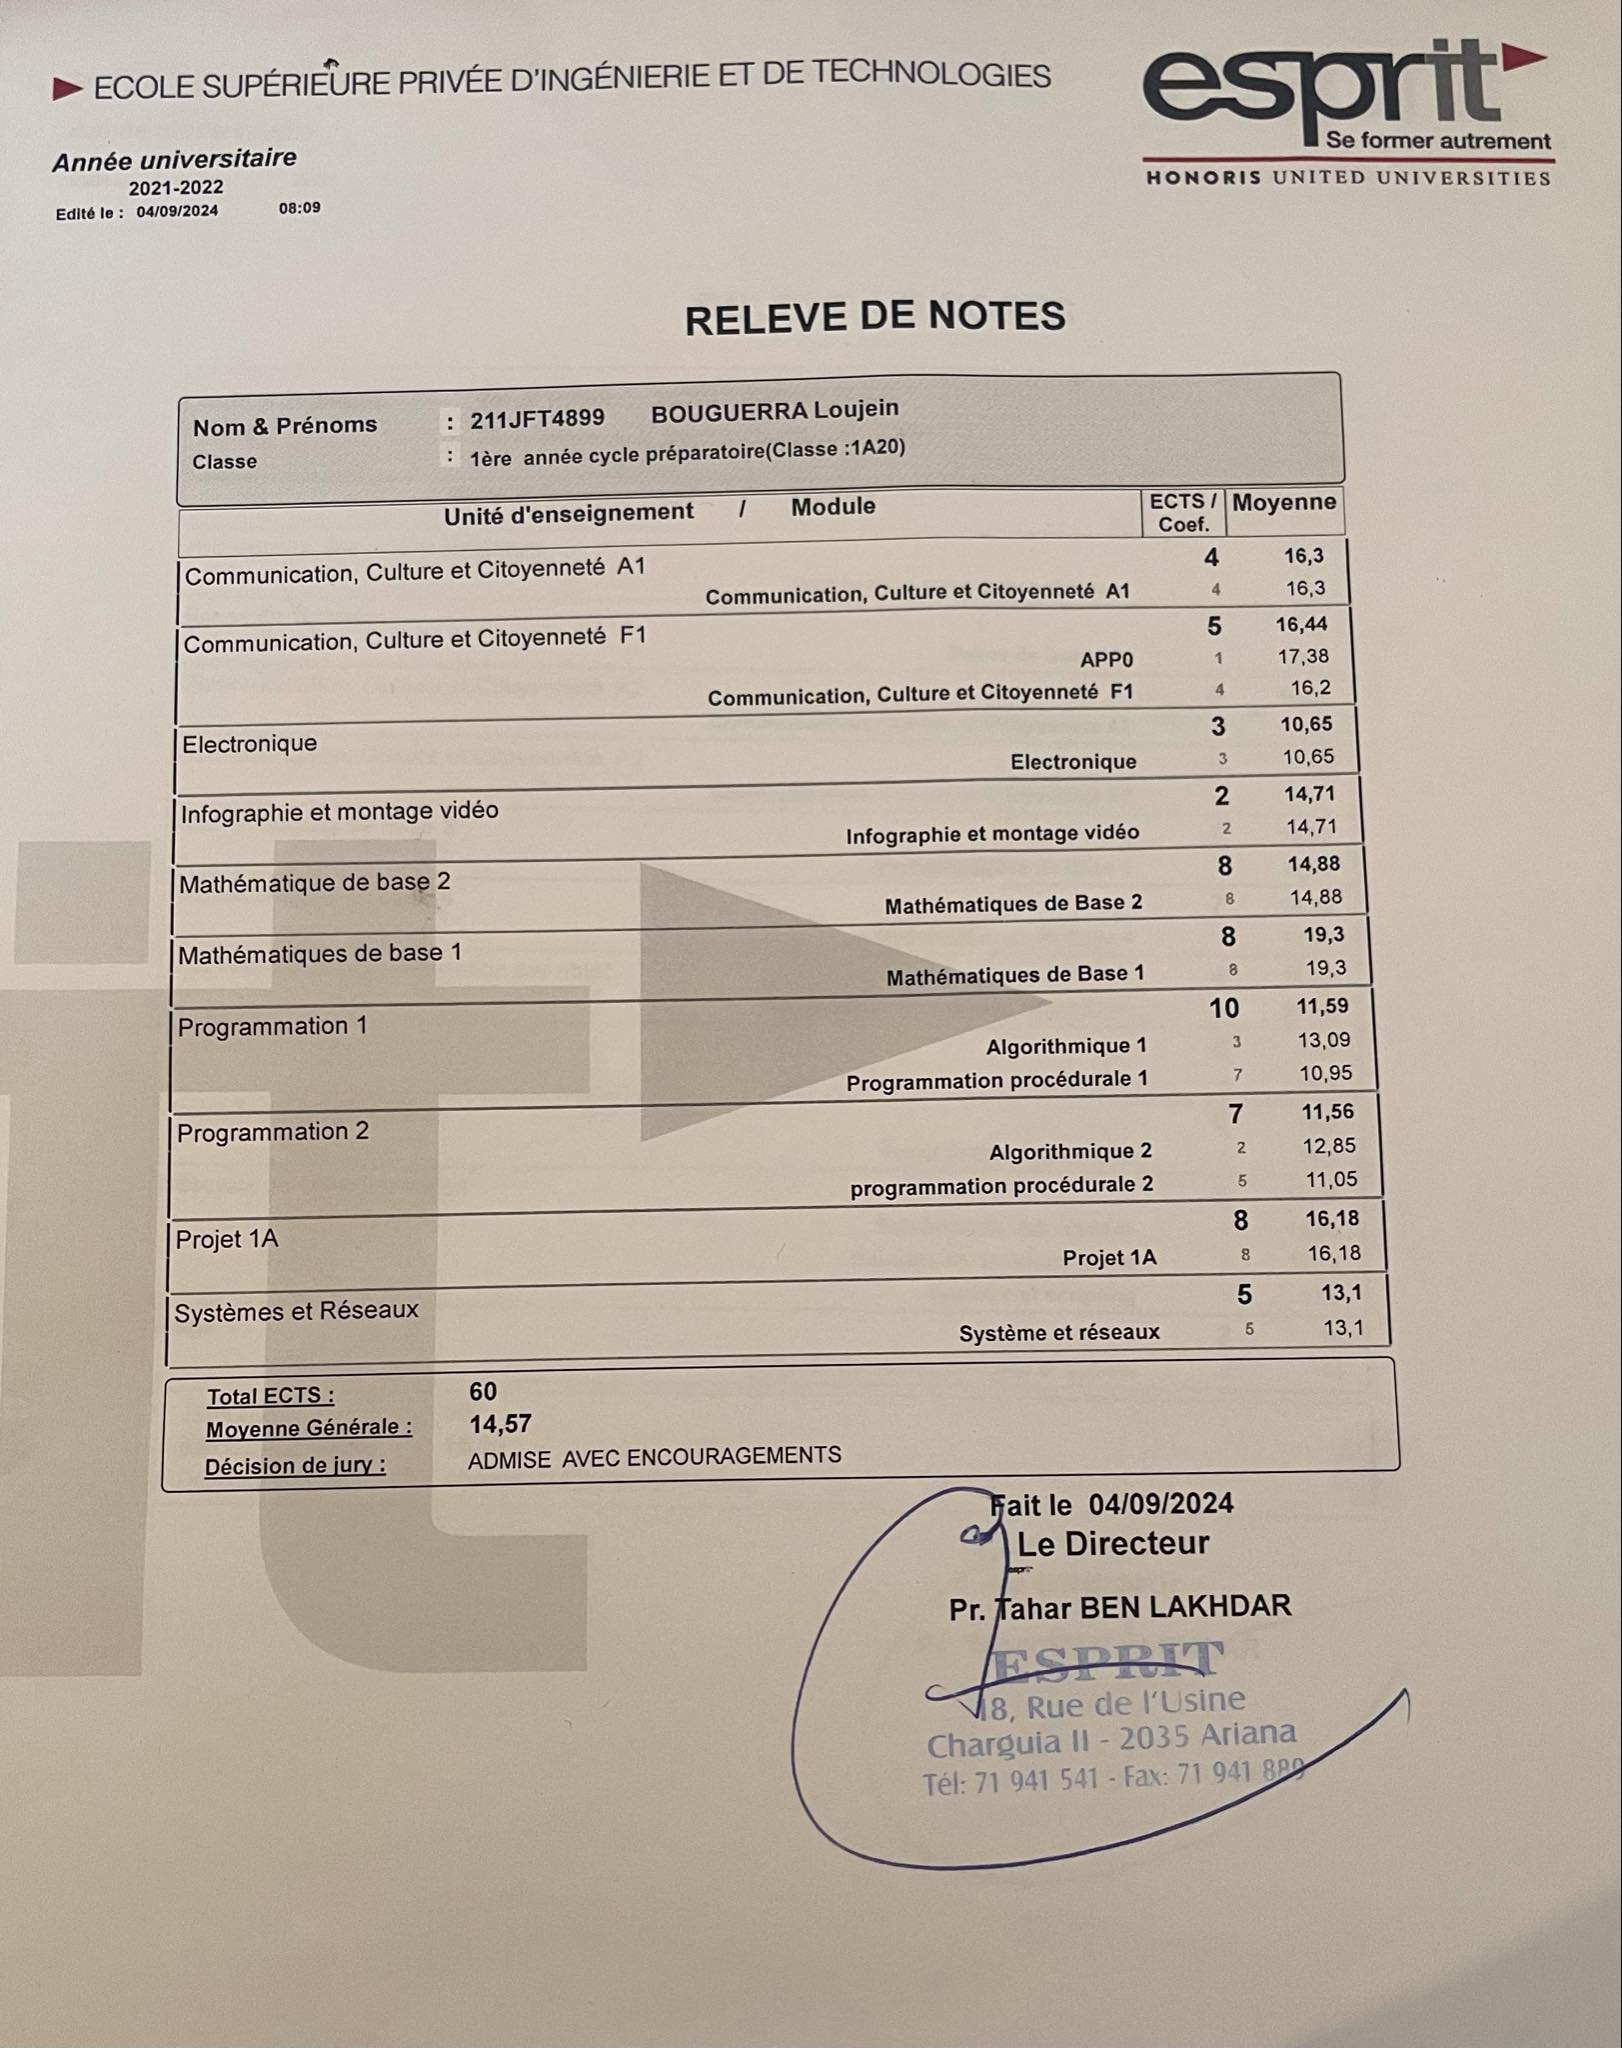 ECOLE SUPÉRIEURE PRIVÉE D'INGÉNIERIE ET DE TECHNOLOGIES
esprit
Se former autrement
HONORIS UNITED UNIVERSITIES
Année universitaire
2021-2022
Edité le : 04/09/2024 08:09
RELEVE DE NOTES
Nom & Prénoms : 211JFT4899 BOUGUERRA Loujein
Classe : 1ère année cycle préparatoire(Classe :1A20)
Unité d'enseignement / Module ECTS / Coef. Moyenne
Communication, Culture et Citoyenneté A1 4 16,3
Communication, Culture et Citoyenneté A1 4 16,3
Communication, Culture et Citoyenneté F1 5 16,44
APP0 1 17,38
Communication, Culture et Citoyenneté F1 4 16,2
Electronique 3 10,65
Electronique 3 10,65
Infographie et montage vidéo 2 14,71
Infographie et montage vidéo 2 14,71
Mathématique de base 2 8 14,88
Mathématiques de Base 2 8 14,88
Mathématiques de base 1 8 19,3
Mathématiques de Base 1 8 19,3
Programmation 1 10 11,59
Algorithmique 1 3 13,09
Programmation procédurale 1 7 10,95
Programmation 2 7 11,56
Algorithmique 2 2 12,85
programmation procédurale 2 5 11,05
Projet 1A 8 16,18
Projet 1A 8 16,18
Systèmes et Réseaux 5 13,1
Système et réseaux 5 13,1
Total ECTS : 60
Moyenne Générale : 14,57
Décision de jury : ADMISE AVEC ENCOURAGEMENTS
Fait le 04/09/2024
Le Directeur
Pr. Tahar BEN LAKHDAR
ESPRIT
18, Rue de l'Usine
Charguia II - 2035 Ariana
Tél: 71 941 541 - Fax: 71 941 889